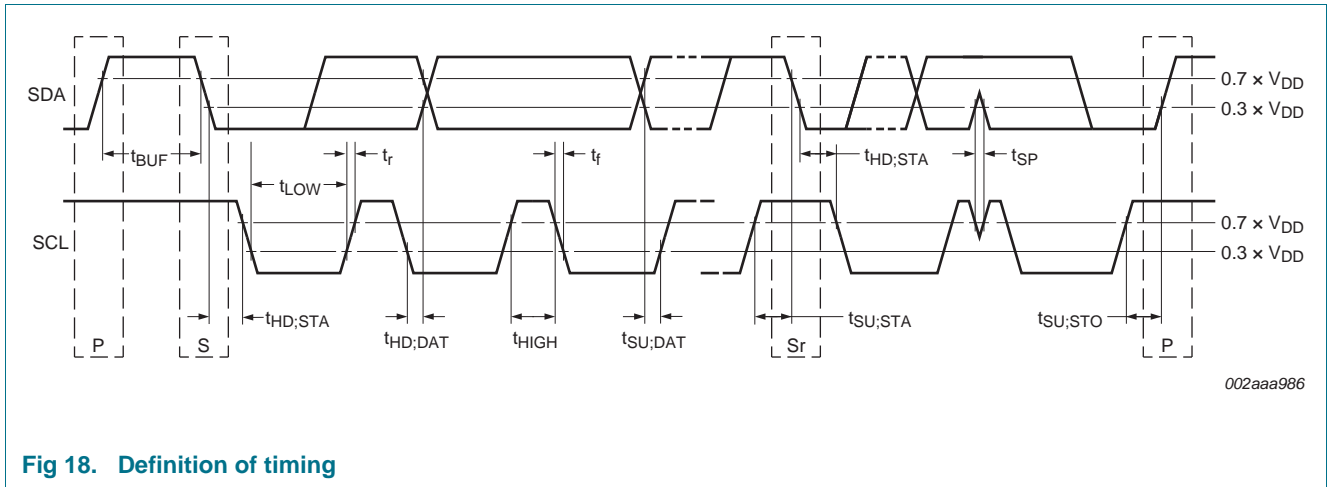 SDA
0.7 × VDD
0.3 × VDD
tBUF
tr
tf
tHD;STA
tSP
tLOW
SCL
0.7 × VDD
0.3 × VDD
tHD;STA
tHD;DAT
tHIGH
tSU;DAT
tSU;STA
tSU;STO
P
S
Sr
P
002aaa986
Fig 18. Definition of timing